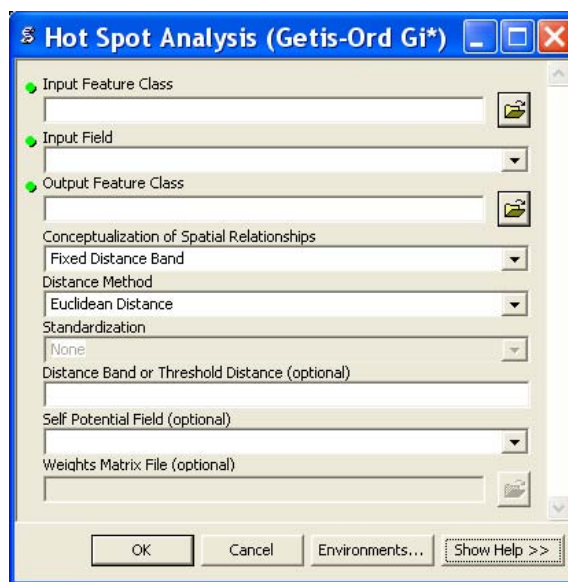 Hot Spot Analysis (Getis-Ord Gi*)
Input Feature Class
Input Field
Output Feature Class
Conceptualization of Spatial Relationships
Fixed Distance Band
Distance Method
Euclidean Distance
Standardization
None
Distance Band or Threshold Distance (optional)
Self Potential Field (optional)
Weights Matrix File (optional)
OK Cancel Environments... Show Help >>